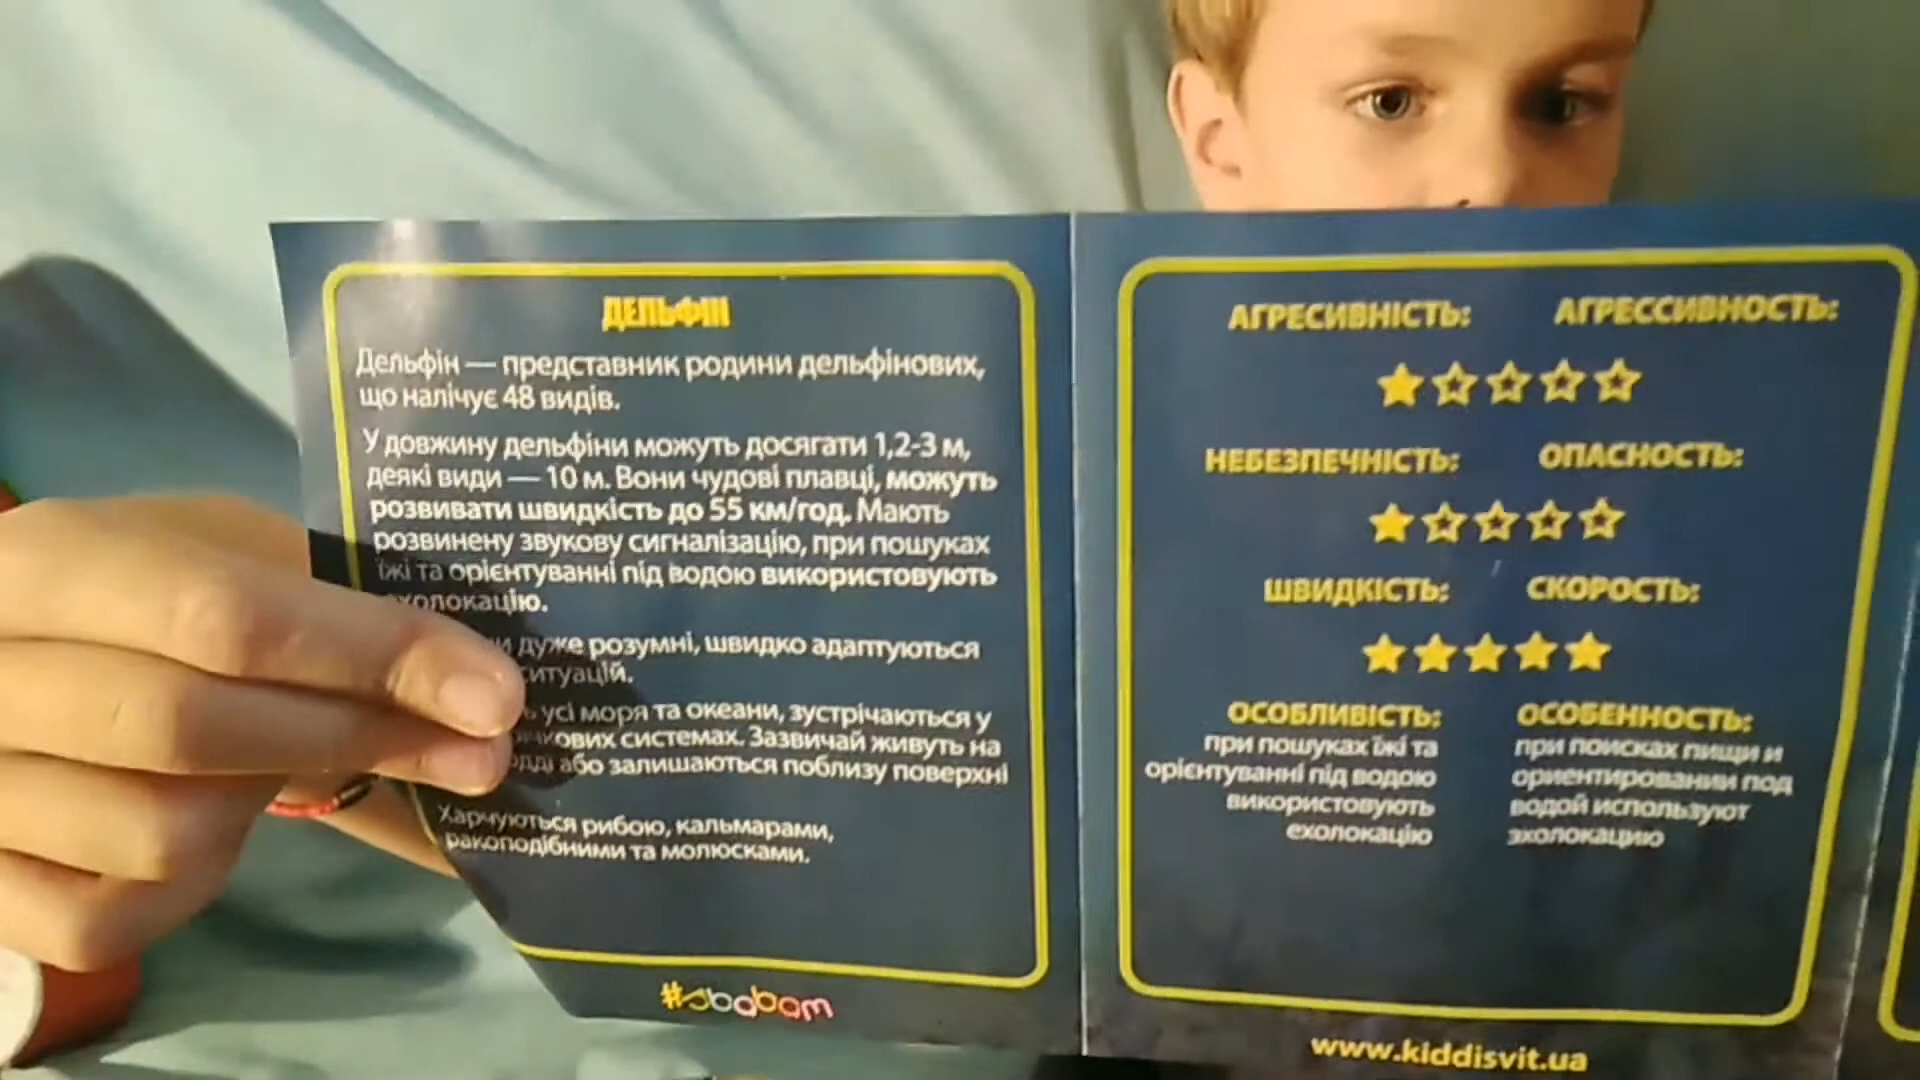 ДЕЛЬФІН
Дельфін — представник родини дельфінових,
що налічує 48 видів.
У довжину дельфіни можуть досягати 1,2-3 м,
деякі види — 10 м. Вони чудові плавці, можуть
розвивати швидкість до 55 км/год. Мають
розвинену звукову сигналізацію, при пошуках
їжі та орієнтуванні під водою використовують
ехолокацію.
дуже розумні, швидко адаптуються
ситуацій.
усі моря та океани, зустрічаються у
системах. Зазвичай живуть на
або залишаються поблизу поверхні
Харчуються рибою, кальмарами,
ракоподібними та молюсками.
#sbabam
АГРЕСИВНІСТЬ: АГРЕССИВНОСТЬ:
НЕБЕЗПЕЧНІСТЬ: ОПАСНОСТЬ:
ШВИДКІСТЬ: СКОРОСТЬ:
ОСОБЛИВІСТЬ:
при пошуках їжі та
орієнтуванні під водою
використовують
ехолокацію
ОСОБЕННОСТЬ:
при поисках пищи и
ориентировании под
водой используют
эхолокацию
www.kiddisvit.ua